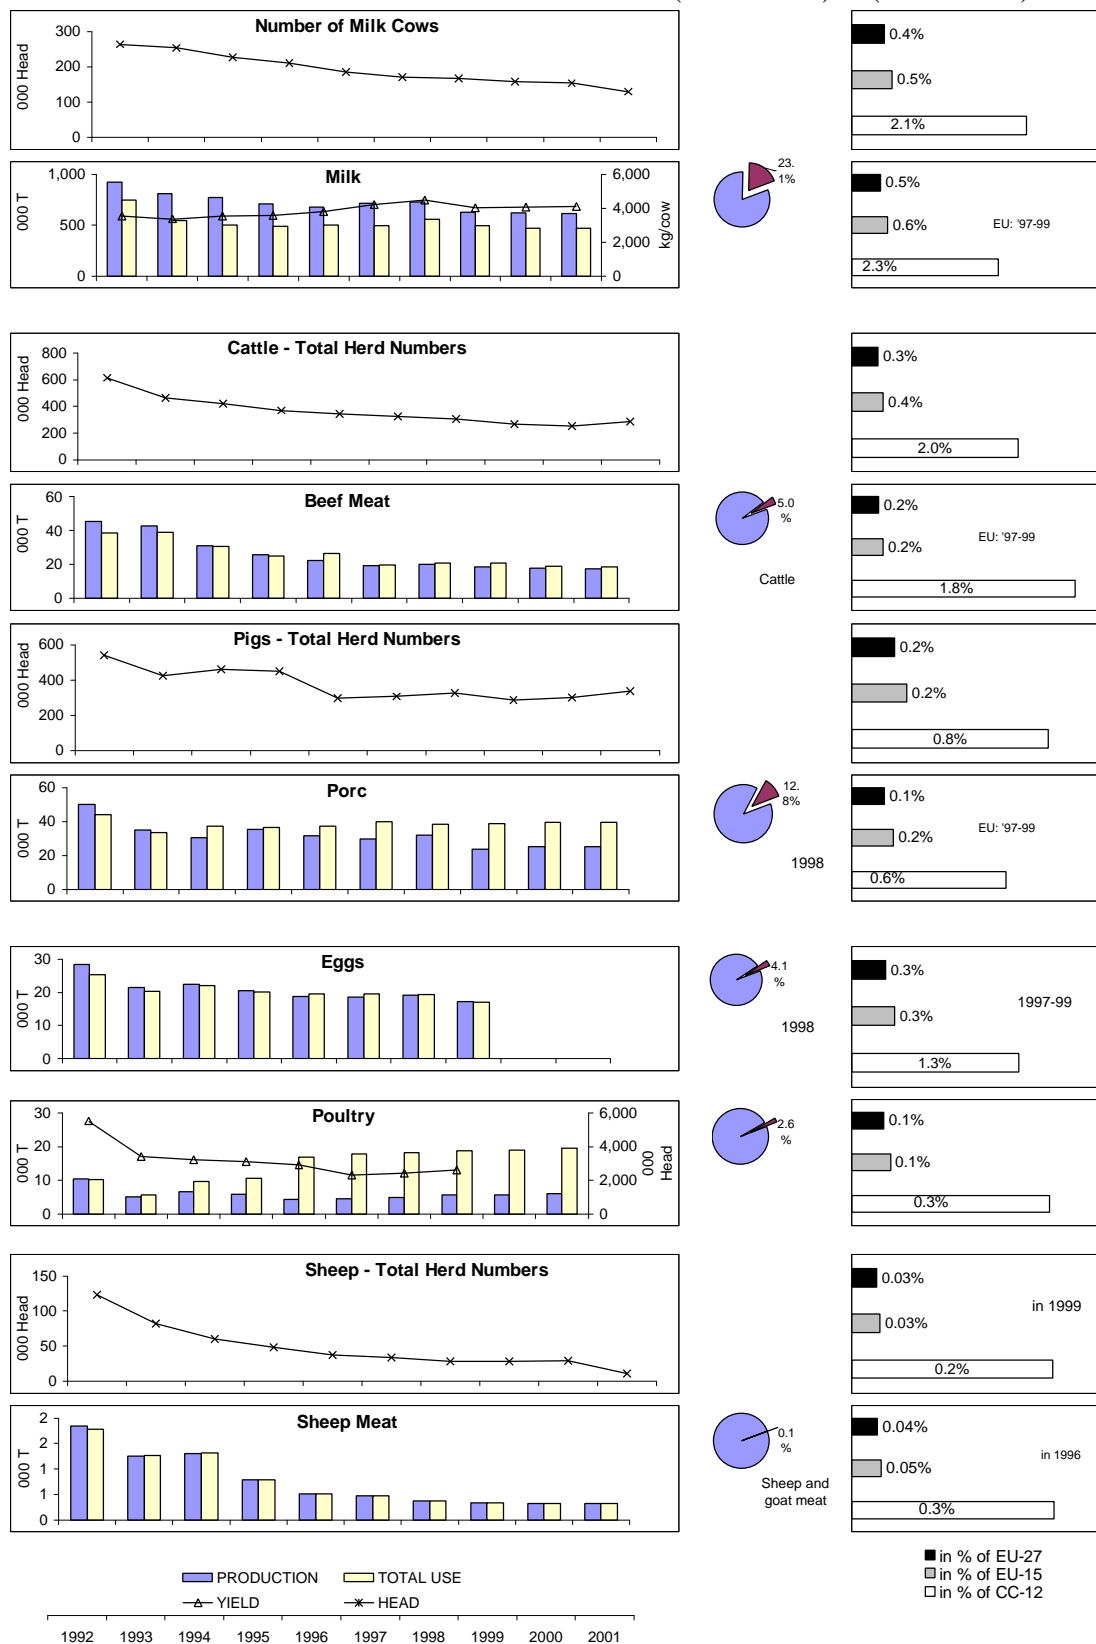 Number of Milk Cows
300
200
100
0
000 Head
0.4%
0.5%
2.1%
Milk
1,000
500
0
000 T
6,000
4,000
2,000
0
kg/cow
23.
1%
0.5%
0.6%
EU: '97-99
2.3%
Cattle - Total Herd Numbers
800
600
400
200
0
000 Head
0.3%
0.4%
2.0%
Beef Meat
60
40
20
0
000 T
5.0
%
Cattle
0.2%
0.2%
EU: '97-99
1.8%
Pigs - Total Herd Numbers
600
400
200
0
000 Head
0.2%
0.2%
0.8%
Porc
60
40
20
0
000 T
12.
8%
1998
0.1%
0.2%
EU: '97-99
0.6%
Eggs
30
20
10
0
000 T
4.1
%
1998
0.3%
0.3%
1997-99
1.3%
Poultry
30
20
10
0
000 T
6,000
4,000
2,000
0
000
Head
2.6
%
0.1%
0.1%
0.3%
Sheep - Total Herd Numbers
150
100
50
0
000 Head
0.03%
in 1999
0.03%
0.2%
Sheep Meat
2
2
1
1
0
000 T
0.1
%
Sheep and
goat meat
0.04%
in 1996
0.05%
0.3%
PRODUCTION TOTAL USE
YIELD HEAD
in % of EU-27
in % of EU-15
in % of CC-12
1992 1993 1994 1995 1996 1997 1998 1999 2000 2001